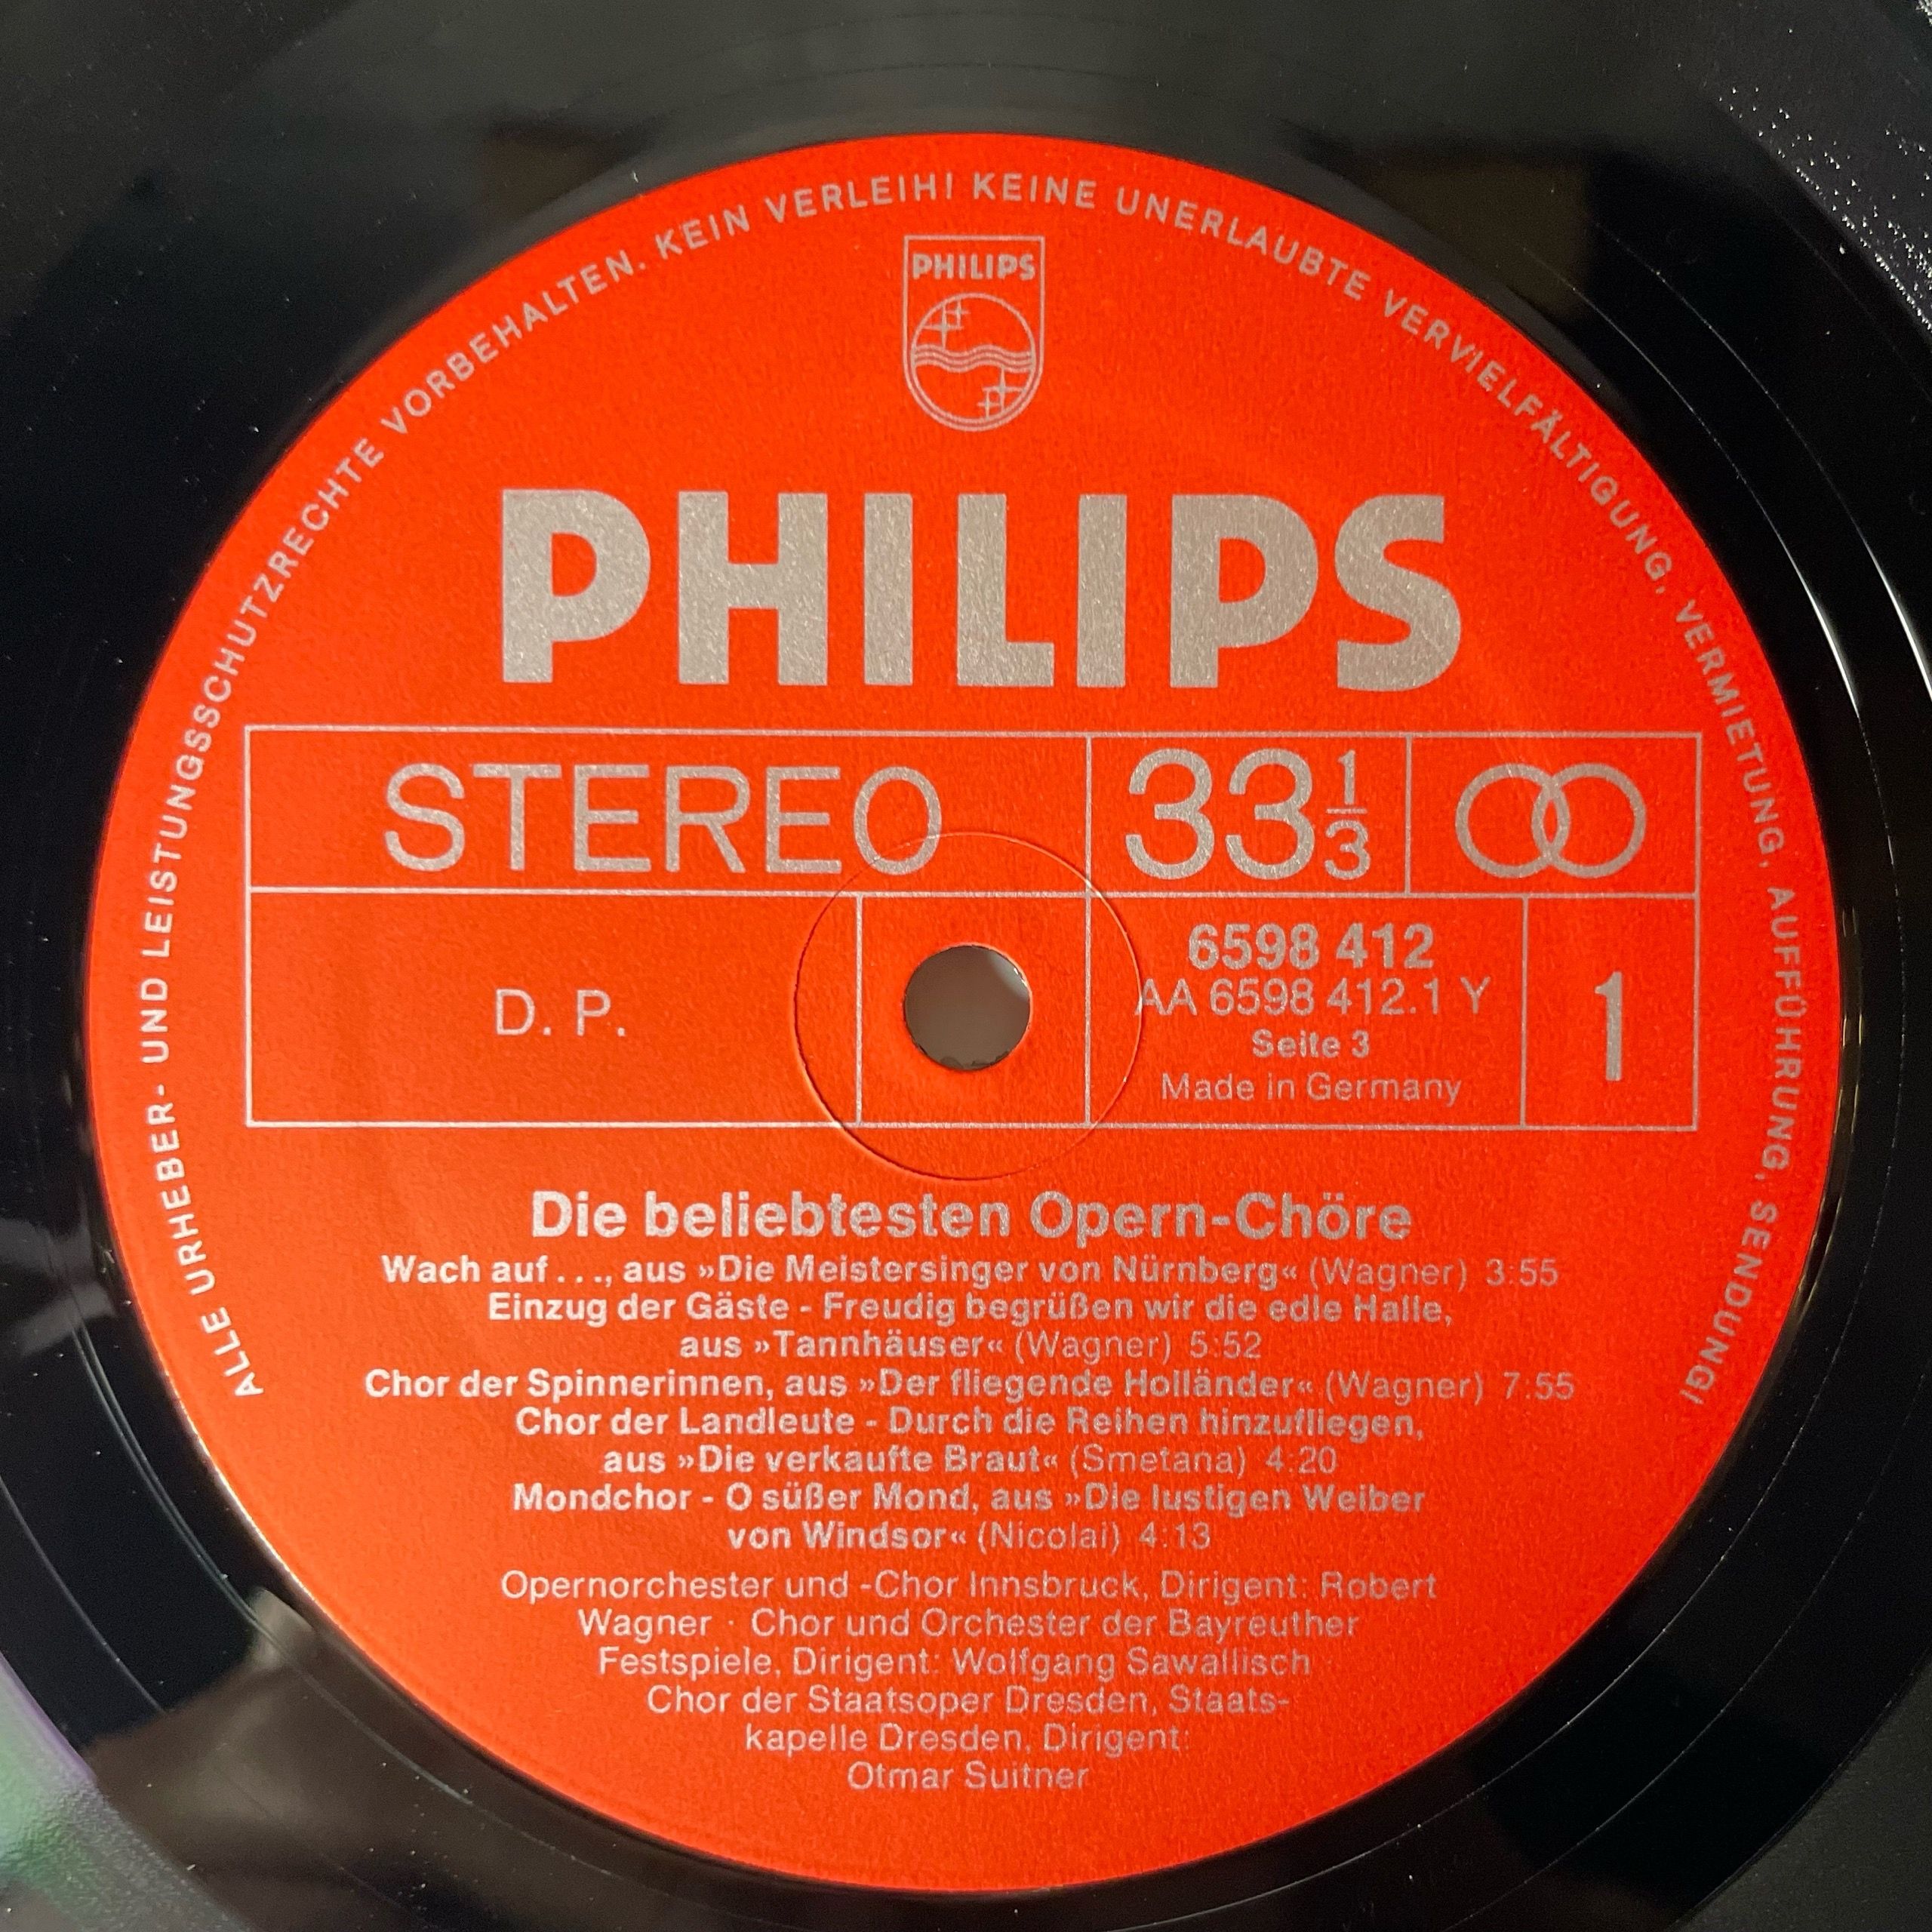 ALLE URHEBER- UND LEISTUNGSSCHUTZRECHTE VORBEHALTEN. KEIN VERLEIH! KEINE UNERLAUBTE VERVIELFÄLTIGUNG, VERMIETUNG, AUFFÜHRUNG, SENDUNG!
PHILIPS
PHILIPS
STEREO 33 1/3
6598 412
AA 6598 412.1 Y
D. P.
Seite 3
1
Made in Germany
Die beliebtesten Opern-Chöre
Wach auf . . ., aus »Die Meistersinger von Nürnberg« (Wagner) 3:55
Einzug der Gäste - Freudig begrüßen wir die edle Halle,
aus »Tannhäuser« (Wagner) 5:52
Chor der Spinnerinnen, aus »Der fliegende Holländer« (Wagner) 7:55
Chor der Landleute - Durch die Reihen hinzufliegen,
aus »Die verkaufte Braut« (Smetana) 4:20
Mondchor - O süßer Mond, aus »Die lustigen Weiber
von Windsor« (Nicolai) 4:13
Opernorchester und -Chor Innsbruck, Dirigent: Robert
Wagner · Chor und Orchester der Bayreuther
Festspiele, Dirigent: Wolfgang Sawallisch
Chor der Staatsoper Dresden, Staats-
kapelle Dresden, Dirigent:
Otmar Suitner